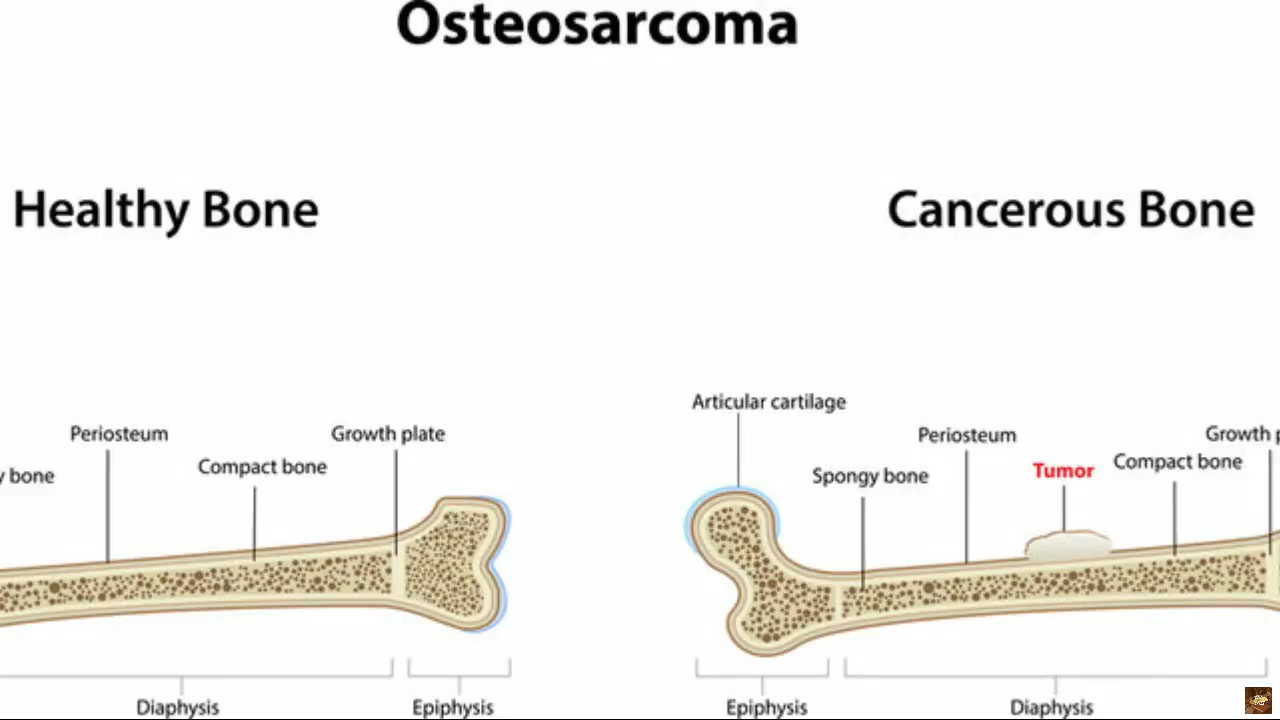 Osteosarcoma
Healthy Bone
Cancerous Bone
Articular cartilage
Periosteum
Growth plate
Periosteum
Growth
Compact bone
Tumor
Compact bone
bone
Spongy bone
Diaphysis
Epiphysis
Epiphysis
Diaphysis